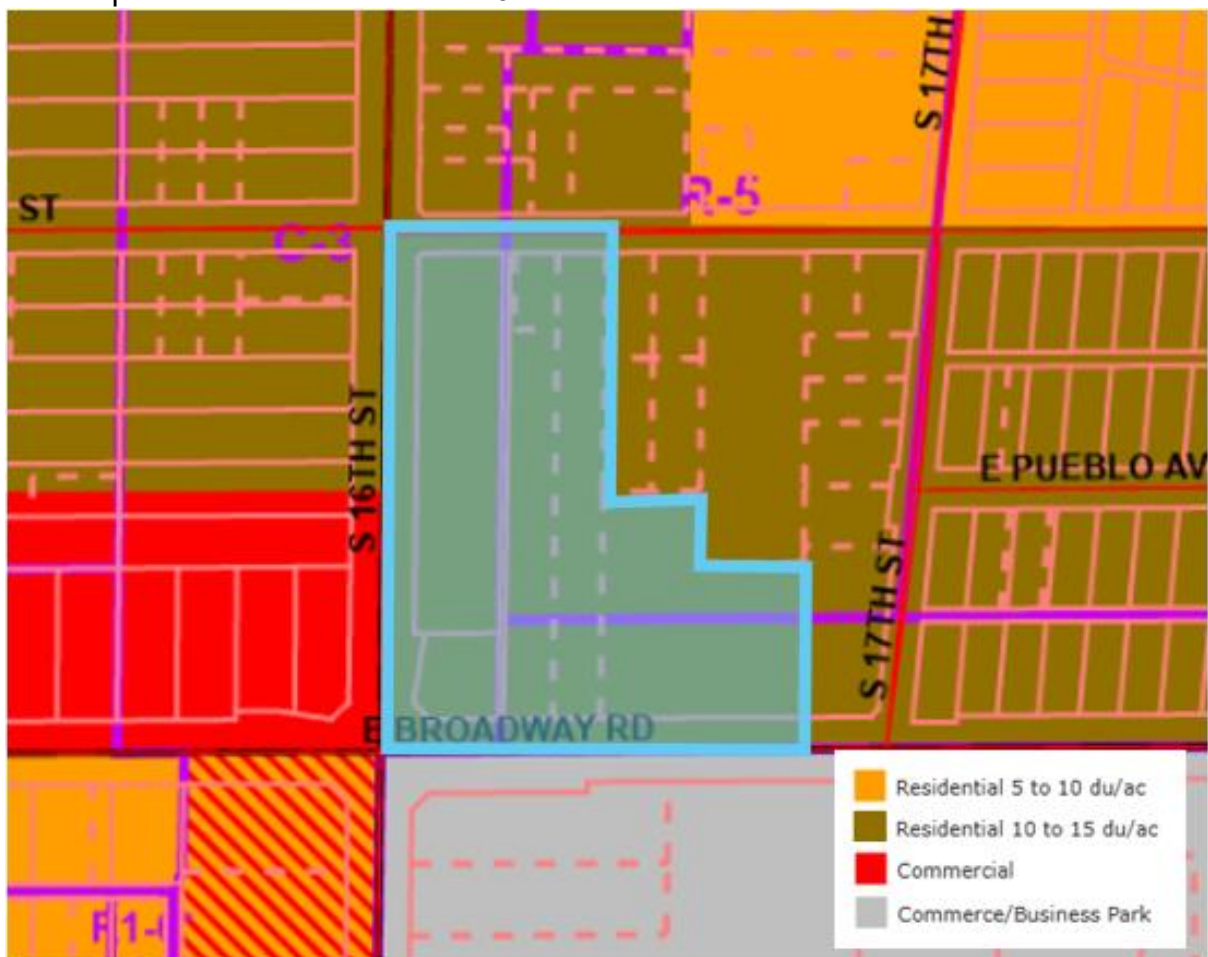 S 17TH
R-5
ST
C-3
S 16TH ST
E PUEBLO AV
S 17TH ST
E BROADWAY RD
Residential 5 to 10 du/ac
Residential 10 to 15 du/ac
Commercial
Commerce/Business Park